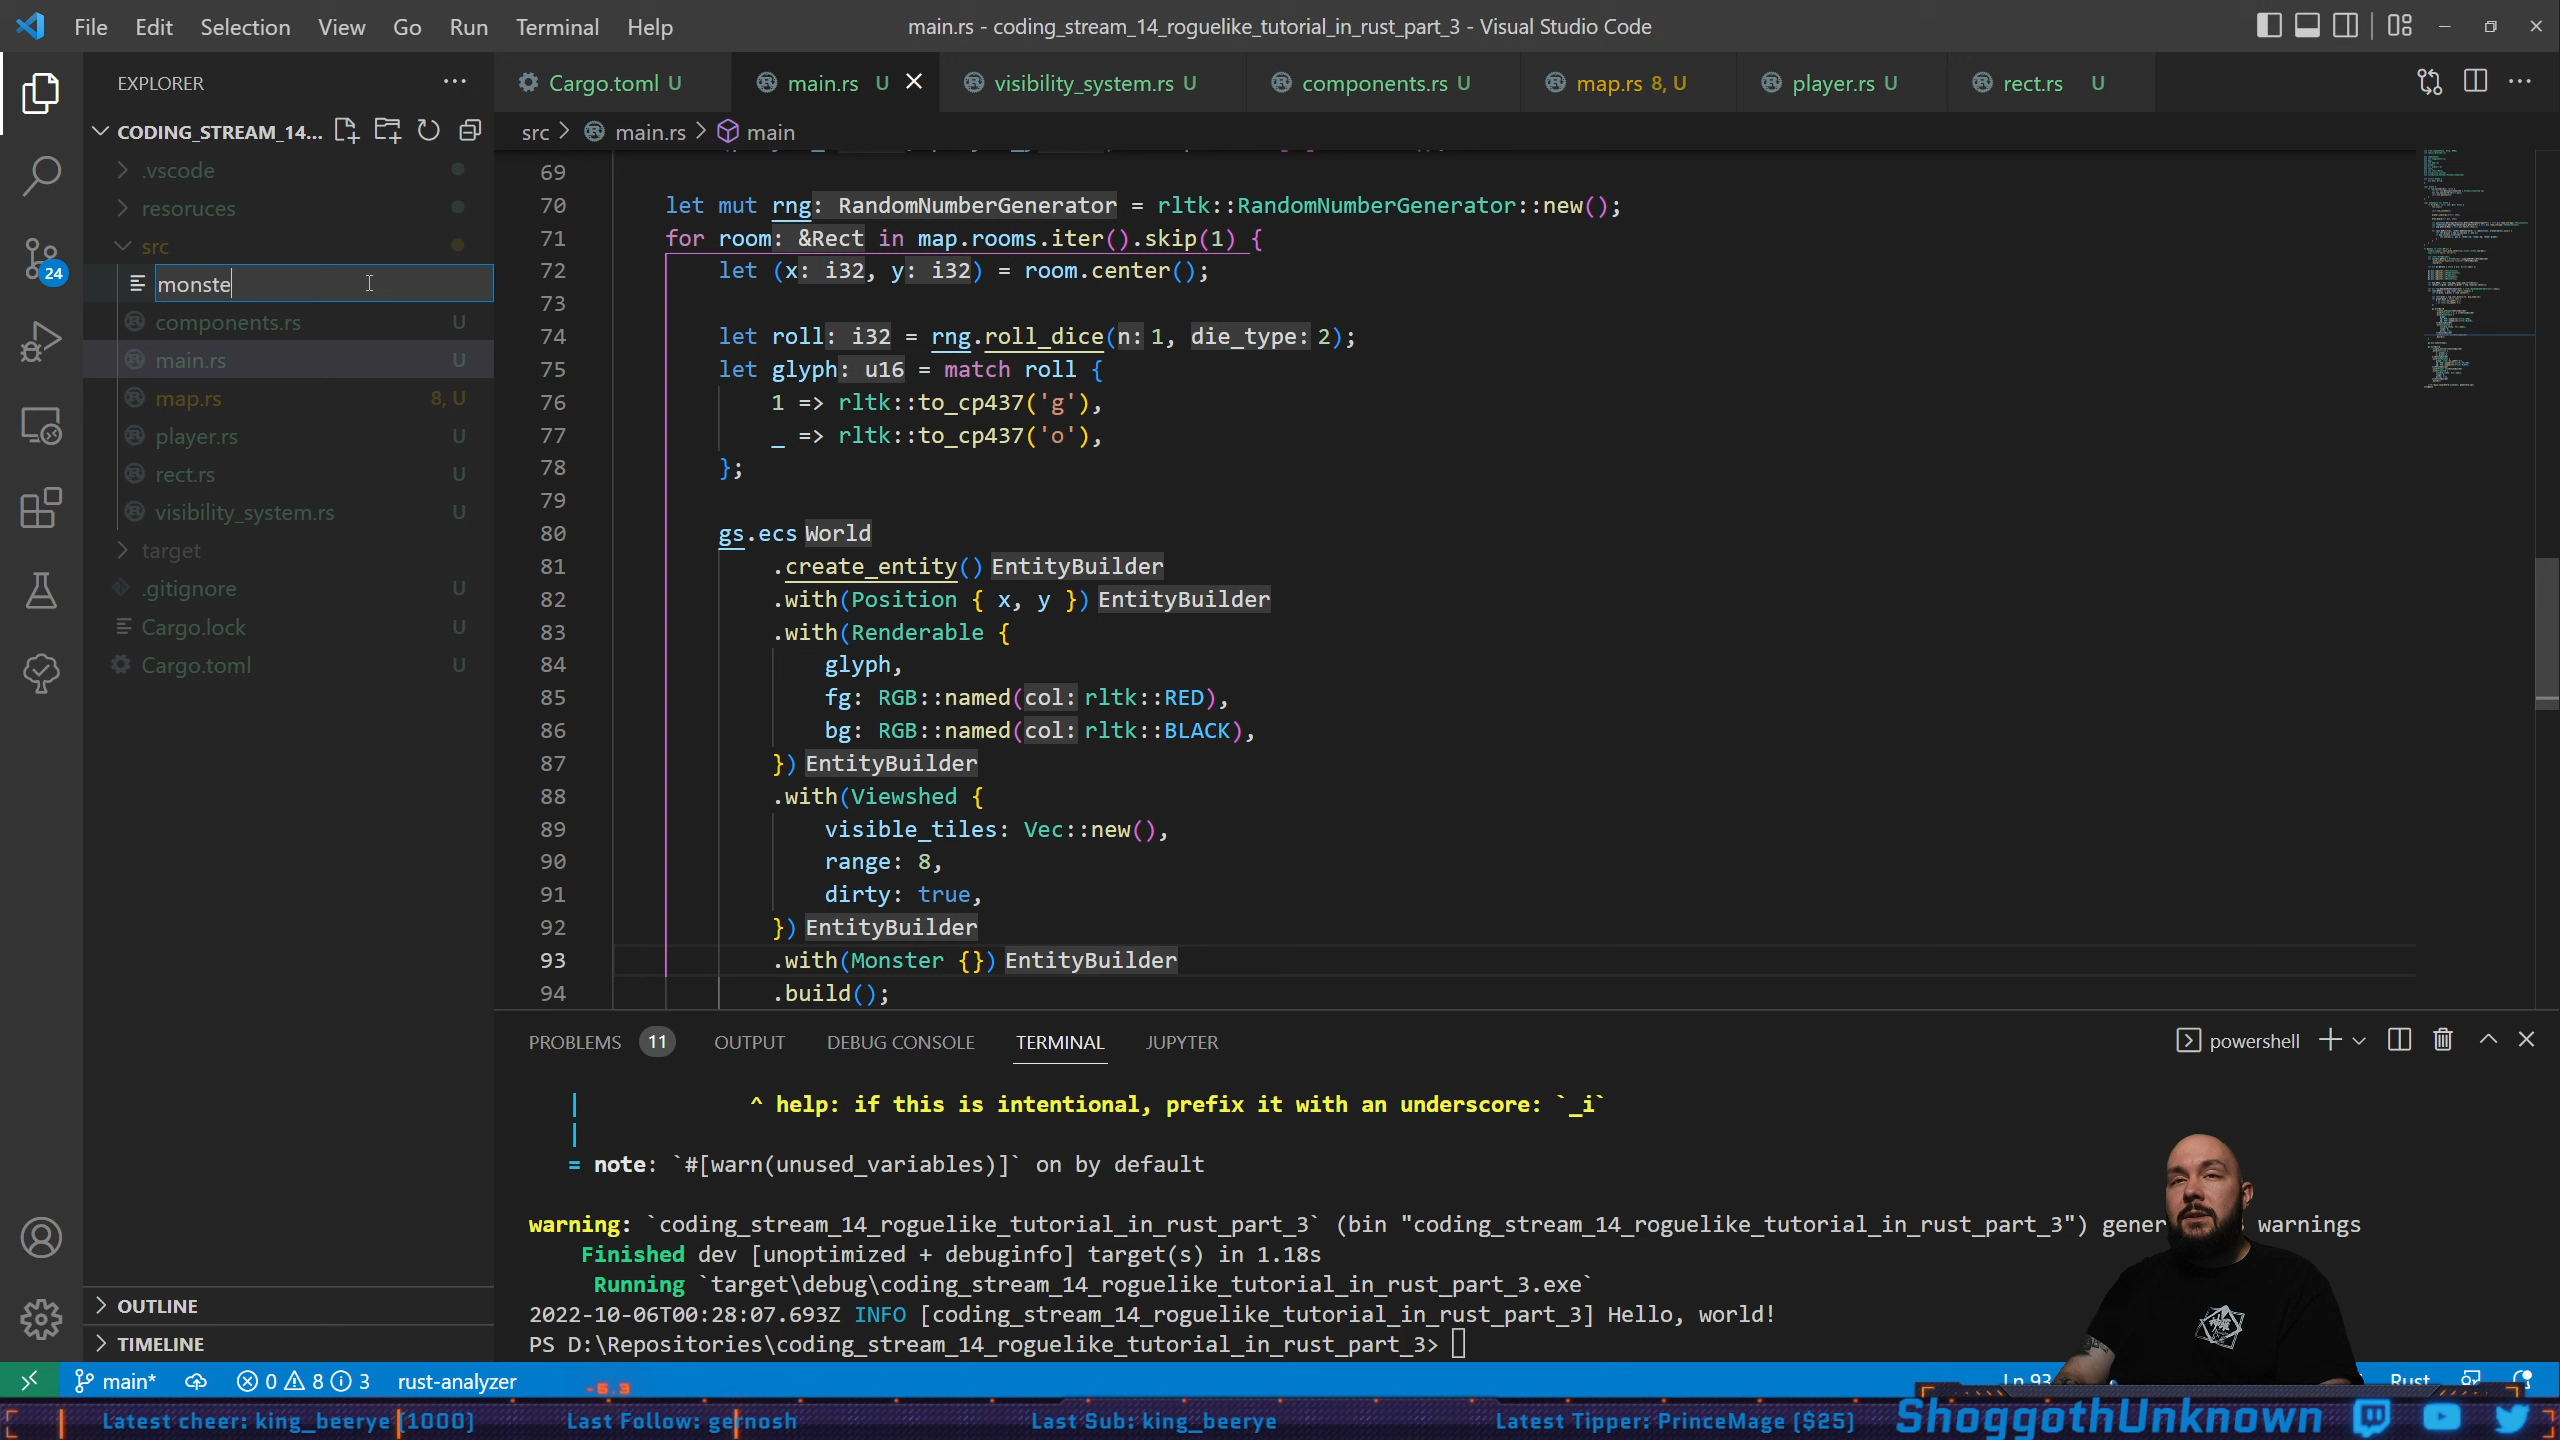 File Edit Selection View Go Run Terminal Help
main.rs - coding_stream_14_roguelike_tutorial_in_rust_part_3 - Visual Studio Code
EXPLORER
Cargo.toml U
main.rs U
visibility_system.rs U
components.rs U
map.rs 8, U
player.rs U
rect.rs U
CODING_STREAM_14...
src > main.rs > main
.vscode
resoruces
src
monste
components.rs U
main.rs U
map.rs 8, U
player.rs U
rect.rs U
visibility_system.rs U
target
.gitignore U
Cargo.lock U
Cargo.toml U
24
OUTLINE
TIMELINE
69
70 let mut rng: RandomNumberGenerator = rltk::RandomNumberGenerator::new();
71 for room: &Rect in map.rooms.iter().skip(1) {
72 let (x: i32, y: i32) = room.center();
73
74 let roll: i32 = rng.roll_dice(n: 1, die_type: 2);
75 let glyph: u16 = match roll {
76 1 => rltk::to_cp437('g'),
77 _ => rltk::to_cp437('o'),
78 };
79
80 gs.ecs World
81 .create_entity() EntityBuilder
82 .with(Position { x, y }) EntityBuilder
83 .with(Renderable {
84 glyph,
85 fg: RGB::named(col: rltk::RED),
86 bg: RGB::named(col: rltk::BLACK),
87 }) EntityBuilder
88 .with(Viewshed {
89 visible_tiles: Vec::new(),
90 range: 8,
91 dirty: true,
92 }) EntityBuilder
93 .with(Monster {}) EntityBuilder
94 .build();
PROBLEMS 11 OUTPUT DEBUG CONSOLE TERMINAL JUPYTER
powershell
| ^ help: if this is intentional, prefix it with an underscore: `_i`
|
= note: `#[warn(unused_variables)]` on by default
warning: `coding_stream_14_roguelike_tutorial_in_rust_part_3` (bin "coding_stream_14_roguelike_tutorial_in_rust_part_3") gener warnings
Finished dev [unoptimized + debuginfo] target(s) in 1.18s
Running `target\debug\coding_stream_14_roguelike_tutorial_in_rust_part_3.exe`
2022-10-06T00:28:07.693Z INFO [coding_stream_14_roguelike_tutorial_in_rust_part_3] Hello, world!
PS D:\Repositories\coding_stream_14_roguelike_tutorial_in_rust_part_3>
main* 0 8 3 rust-analyzer
Ln 93
Rust
-5.3
Latest cheer: king_beerye [1000]
Last Follow: gernosh
Last Sub: king_beerye
Latest Tipper: PrinceMage [$25]
ShoggothUnknown